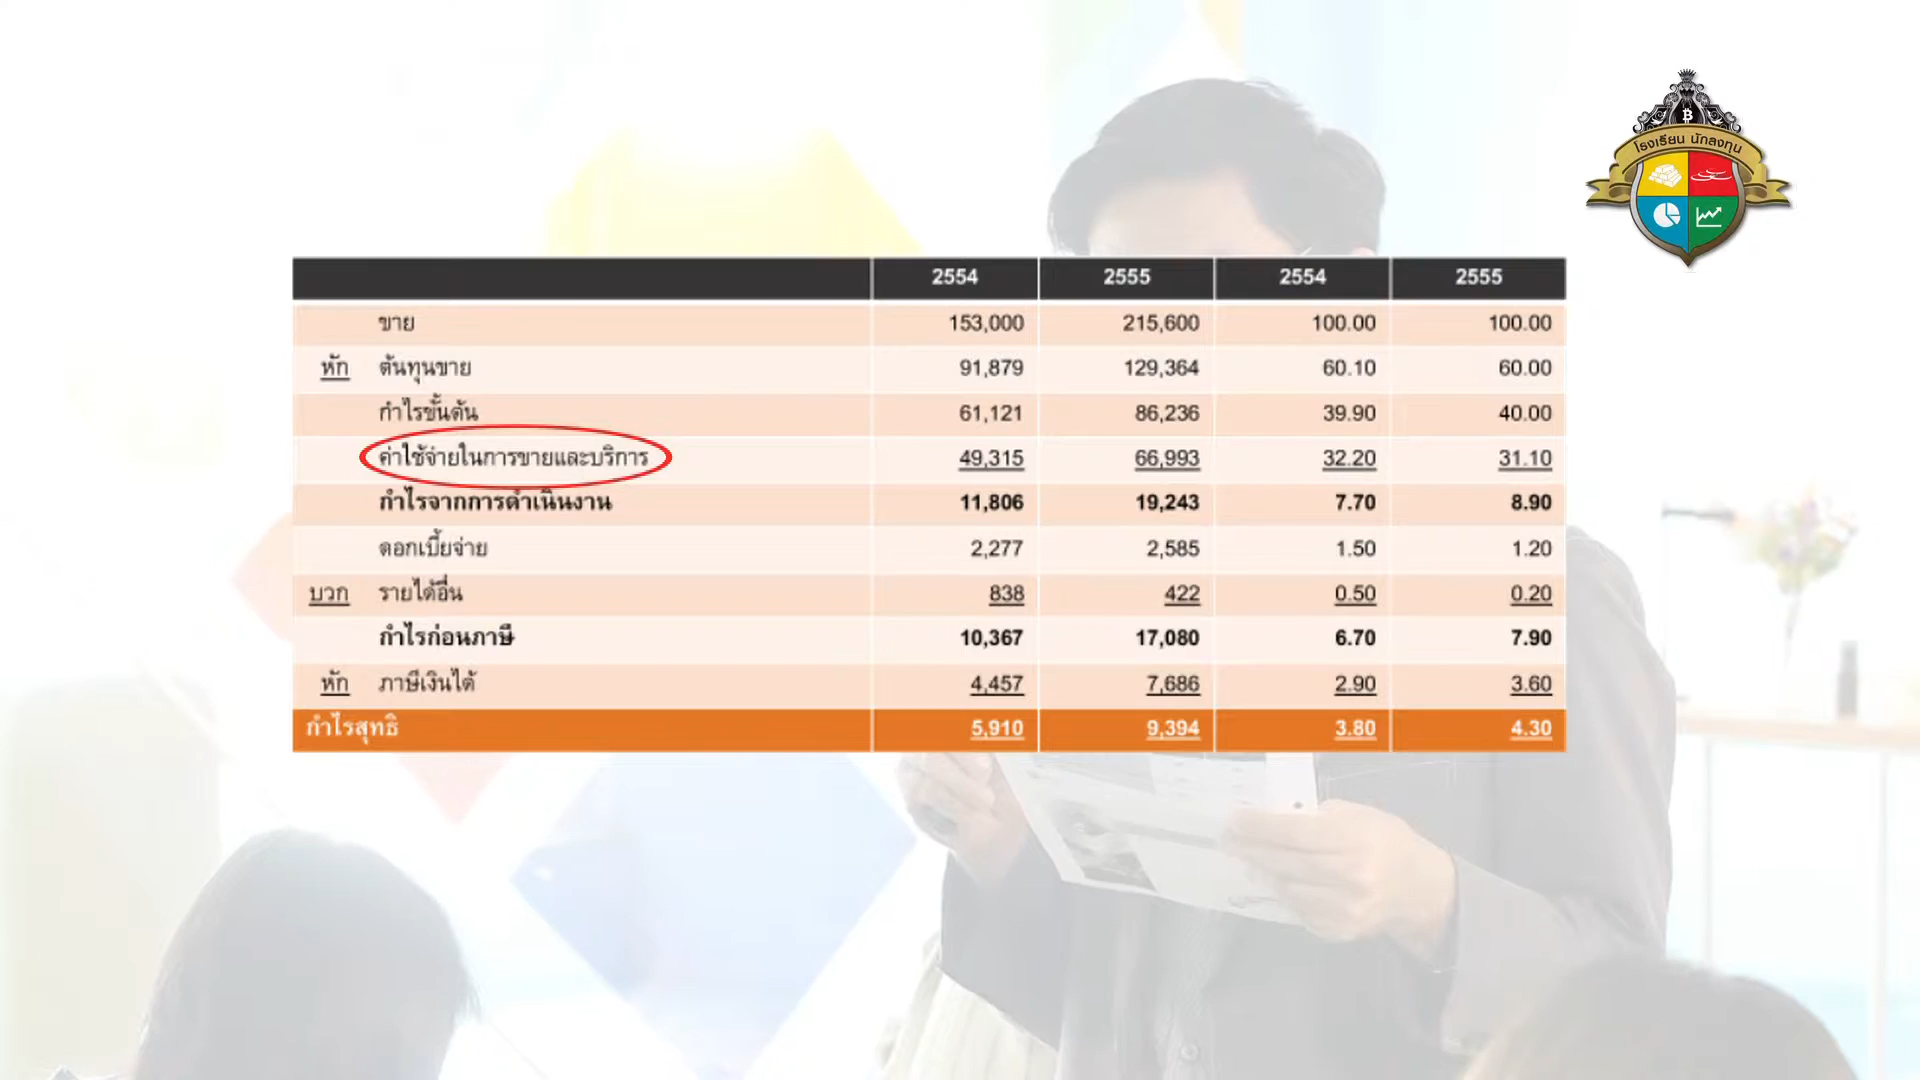 โรงเรียน นักลงทุน
2554 2555 2554 2555
ขาย 153,000 215,600 100.00 100.00
หัก ต้นทุนขาย 91,879 129,364 60.10 60.00
กำไรขั้นต้น 61,121 86,236 39.90 40.00
ค่าใช้จ่ายในการขายและบริการ 49,315 66,993 32.20 31.10
กำไรจากการดำเนินงาน 11,806 19,243 7.70 8.90
ดอกเบี้ยจ่าย 2,277 2,585 1.50 1.20
บวก รายได้อื่น 838 422 0.50 0.20
กำไรก่อนภาษี 10,367 17,080 6.70 7.90
หัก ภาษีเงินได้ 4,457 7,686 2.90 3.60
กำไรสุทธิ 5,910 9,394 3.80 4.30